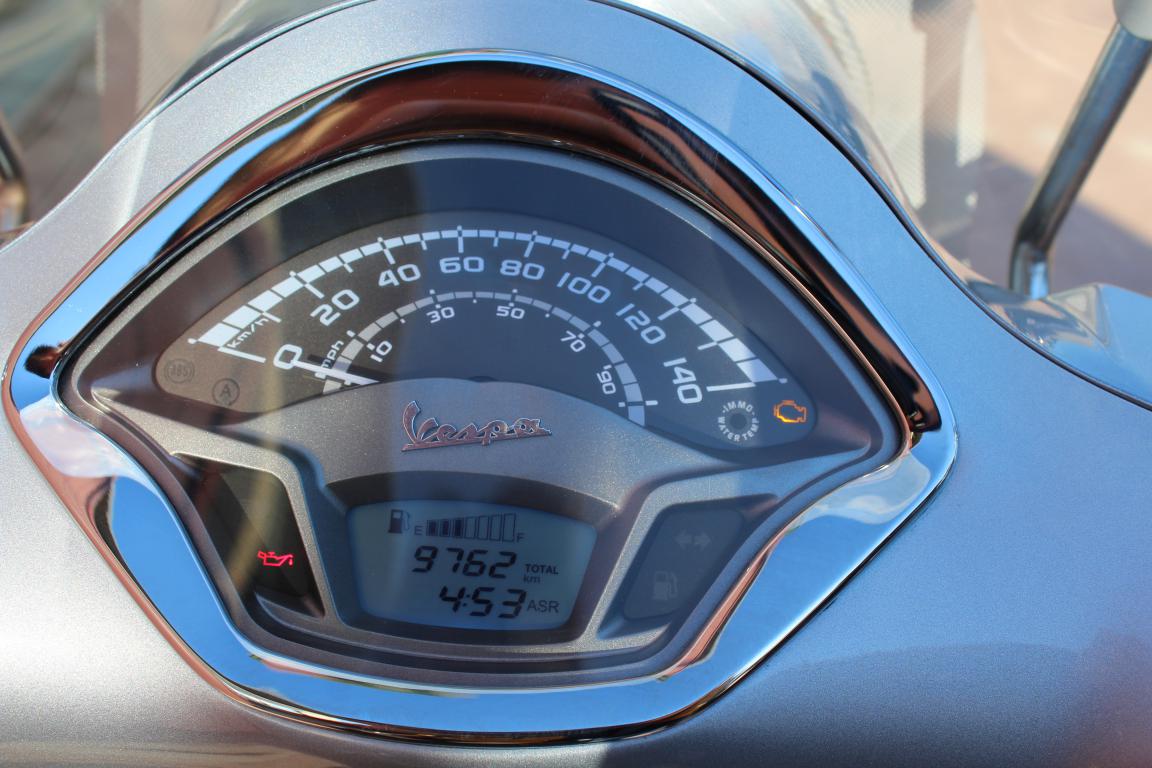 km/h 0 20 40 60 80 100 120 140
mph 10 30 50 70 90
ABS
A
IMMO
WATER TEMP
Vespa
E F
9762 TOTAL
km
4:53 ASR